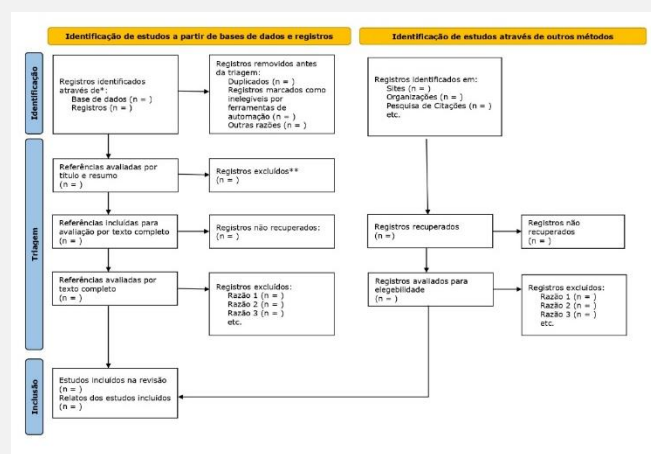 Identificação de estudos a partir de bases de dados e registros
Identificação de estudos através de outros métodos
Identificação
Registros identificados
através de*:
Base de dados (n = )
Registros (n = )
Registros removidos antes
da triagem:
Duplicados (n = )
Registros marcados como
inelegíveis por
ferramentas de
automação (n = )
Outras razões (n = )
Registros identificados em:
Sites (n = )
Organizações (n = )
Pesquisa de Citações (n = )
etc.
Triagem
Referências avaliadas por
título e resumo
(n = )
Registros excluídos**
(n = )
Referências incluídas para
avaliação por texto completo
(n = )
Registros não recuperados:
(n = )
Registros recuperados
(n =)
Registros não
recuperados
(n = )
Referências avaliadas por
texto completo
(n = )
Registros excluídos:
Razão 1 (n = )
Razão 2 (n = )
Razão 3 (n = )
etc.
Registros avaliados para
elegebilidade
(n = )
Registros excluídos:
Razão 1 (n = )
Razão 2 (n = )
Razão 3 (n = )
etc.
Inclusão
Estudos incluídos na revisão
(n = )
Relatos dos estudos incluídos
(n = )